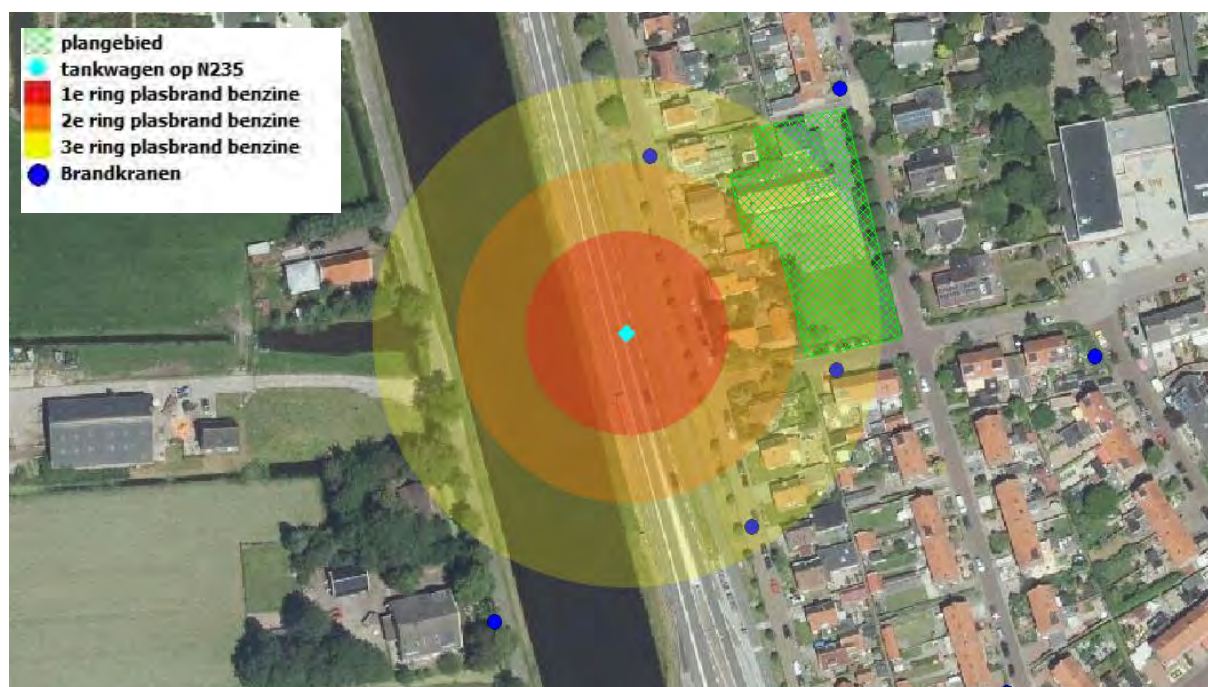 plangebied
tankwagen op N235
1e ring plasbrand benzine
2e ring plasbrand benzine
3e ring plasbrand benzine
Brandkranen